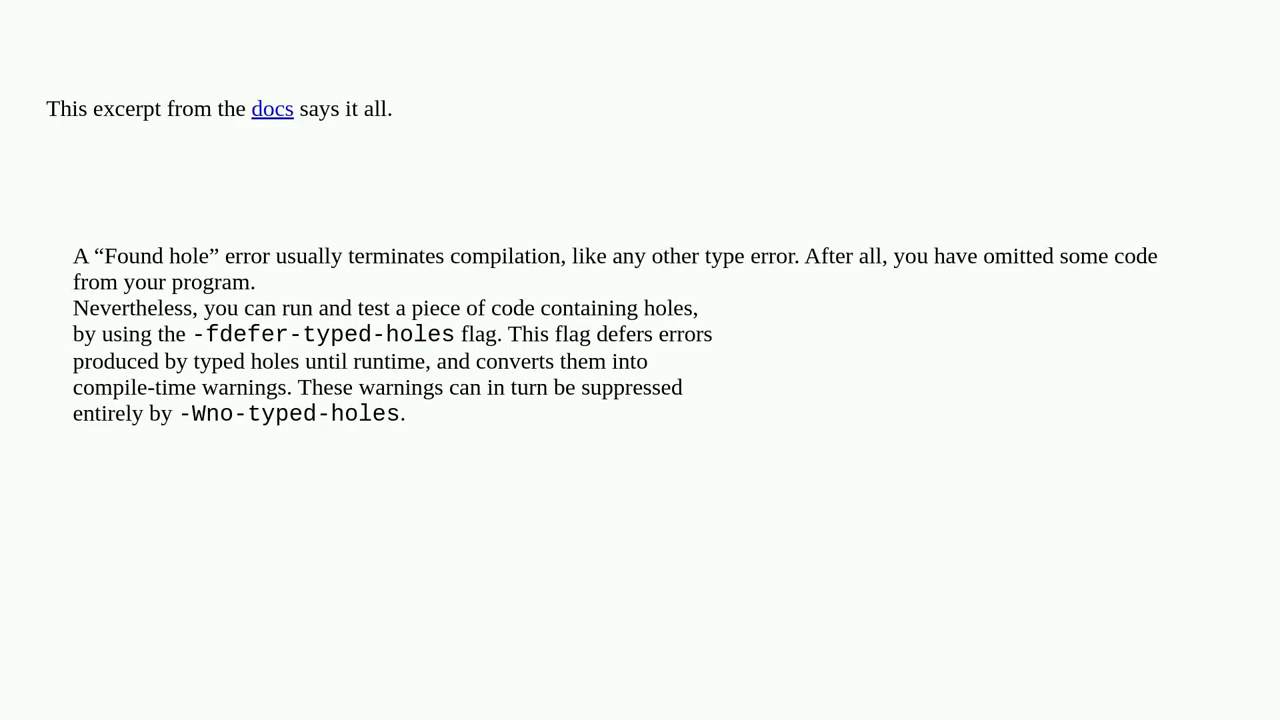 This excerpt from the docs says it all.
A “Found hole” error usually terminates compilation, like any other type error. After all, you have omitted some code
from your program.
Nevertheless, you can run and test a piece of code containing holes,
by using the -fdefer-typed-holes flag. This flag defers errors
produced by typed holes until runtime, and converts them into
compile-time warnings. These warnings can in turn be suppressed
entirely by -Wno-typed-holes.